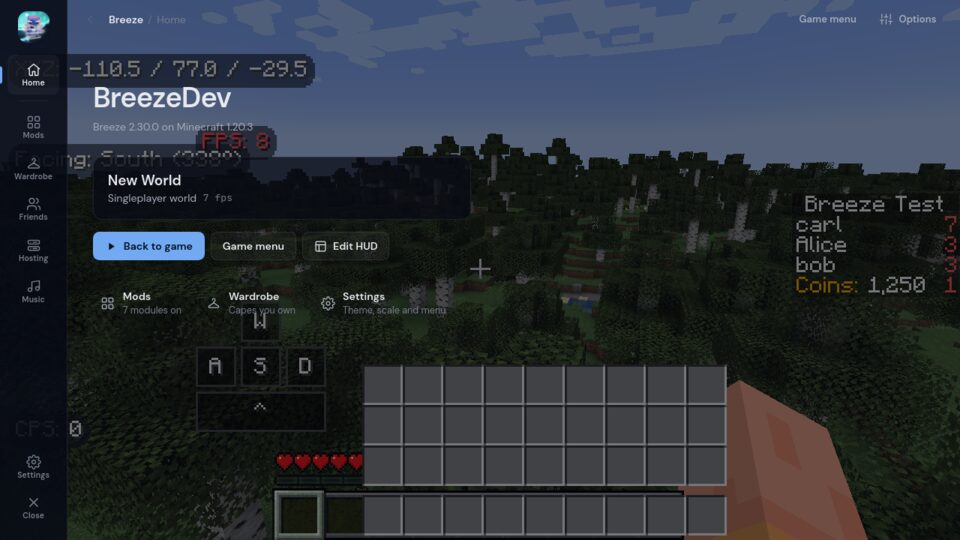 Breeze / Home
Game menu
Options
-110.5 / 77.0 / -29.5
Home
BreezeDev
Breeze 2.30.0 on Minecraft 1.20.3
FPS: 8
Mods
Facing: South
Wardrobe
New World
Singleplayer world 7 fps
Friends
Back to game
Game menu
Edit HUD
Hosting
Music
Mods
7 modules on
Wardrobe
Capes you own
Settings
Theme, scale and menu
Breeze Test
carl 7
Alice 3
bob 3
Coins: 1,250 1
W
A S D
^
CPS: 0
Settings
Close